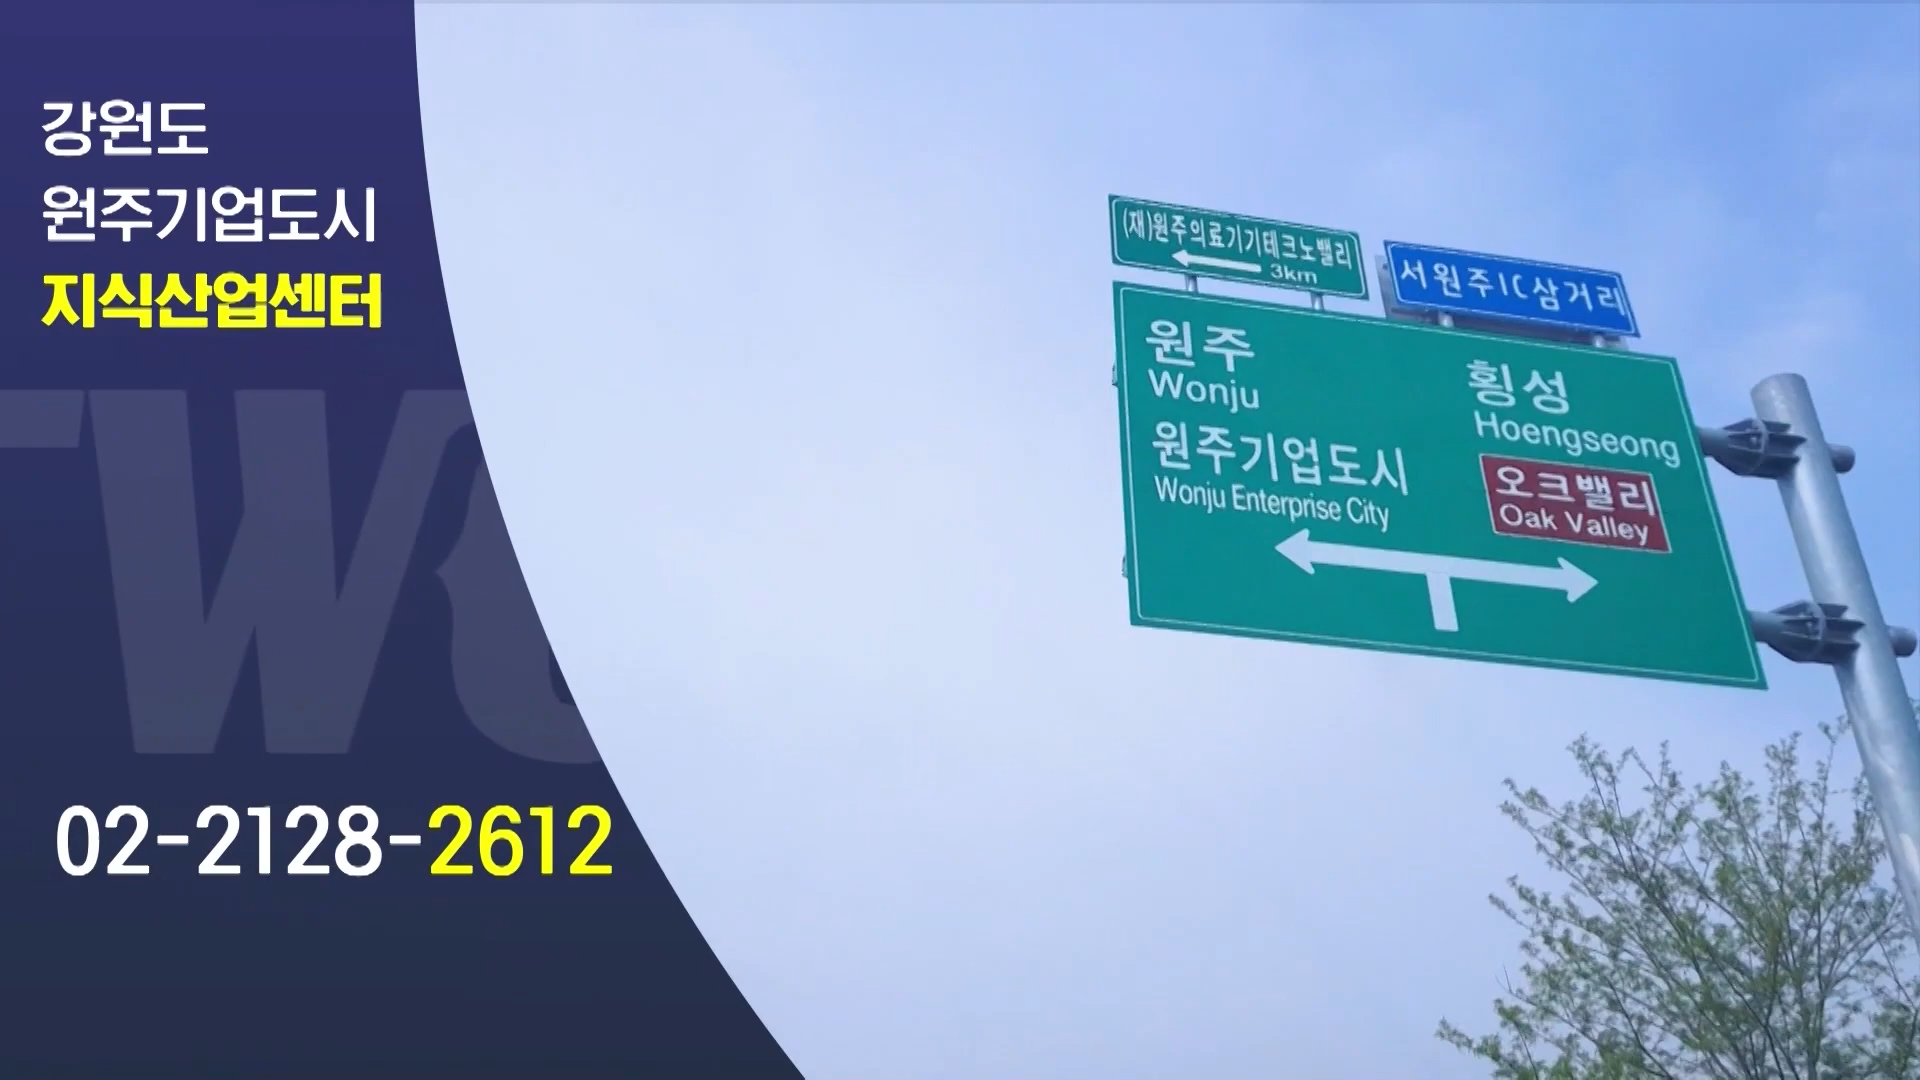 강원도
원주기업도시
지식산업센터
02-2128-2612
(재)원주의료기기테크노밸리
3km
서원주IC삼거리
원주
Wonju
원주기업도시
Wonju Enterprise City
횡성
Hoengseong
오크밸리
Oak Valley